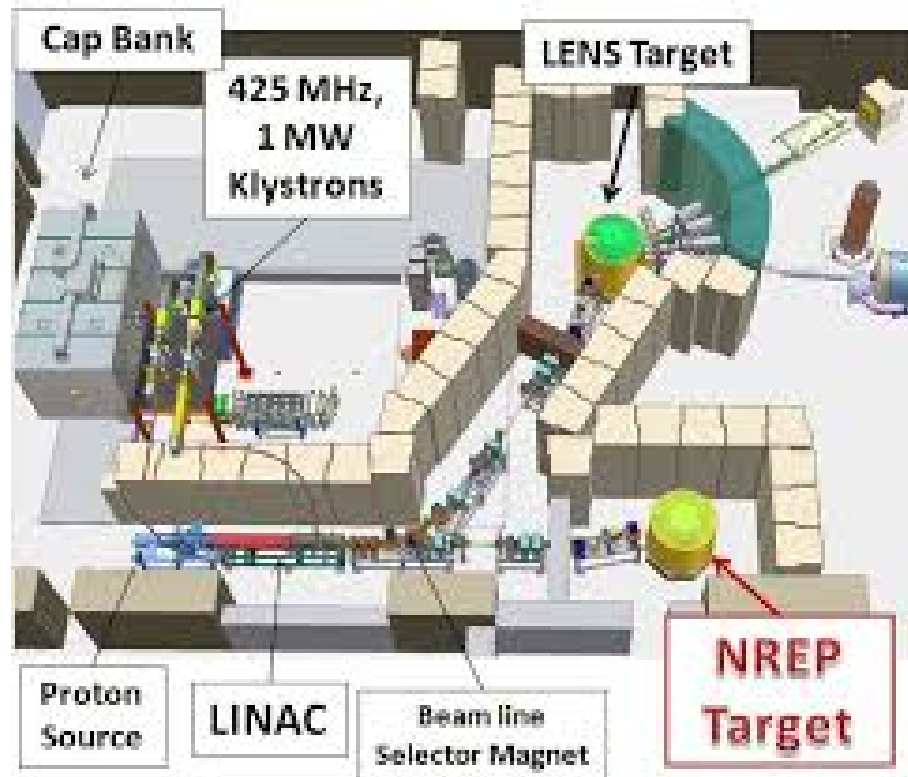 Cap Bank
LENS Target
425 MHz,
1 MW
Klystrons
Proton
Source
LINAC
Beam line
Selector Magnet
NREP
Target